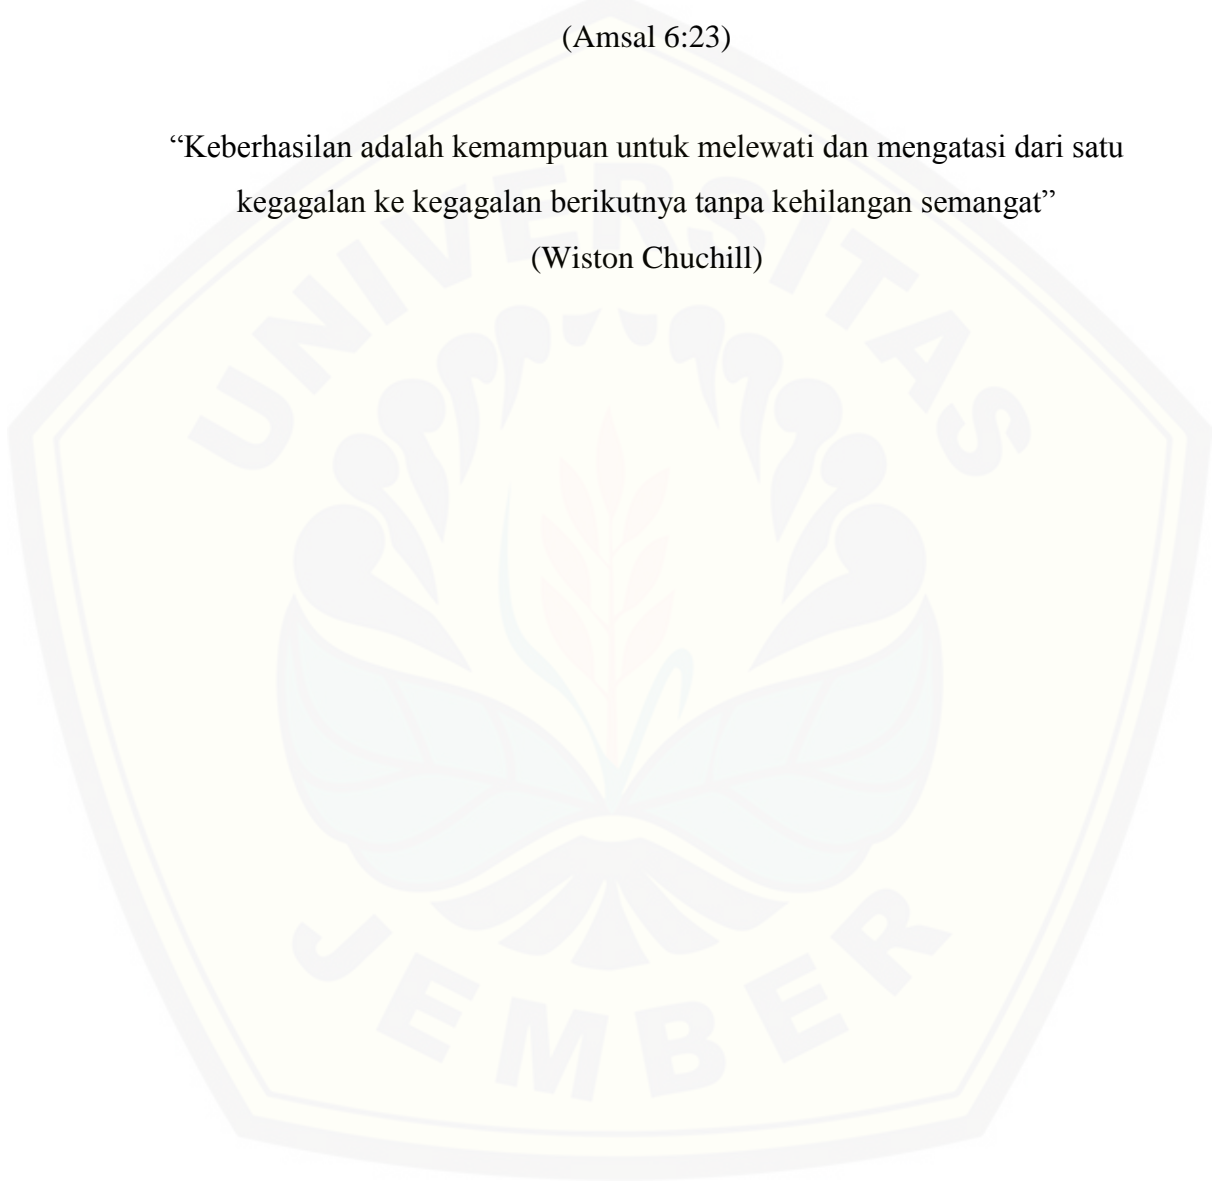 (Amsal 6:23)
“Keberhasilan adalah kemampuan untuk melewati dan mengatasi dari satu
kegagalan ke kegagalan berikutnya tanpa kehilangan semangat”
(Wiston Chuchill)
UNIVERSITAS
JEMBER